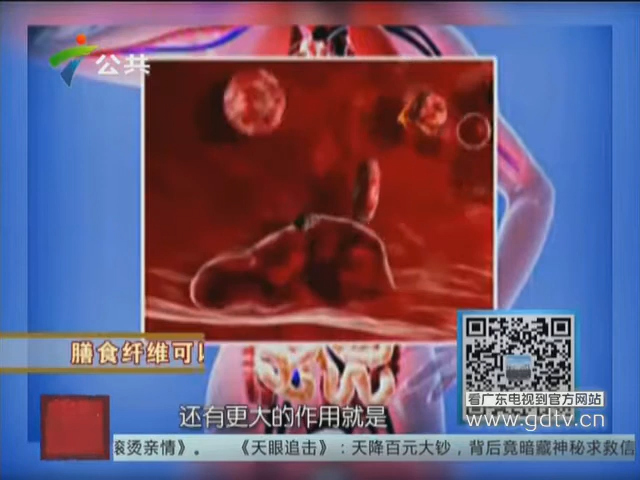 公共
膳食纤维可以
看广东电视到官方网站
www.gdtv.cn
还有更大的作用就是
滚烫亲情》。 《天眼追击》：天降百元大钞，背后竟暗藏神秘求救信